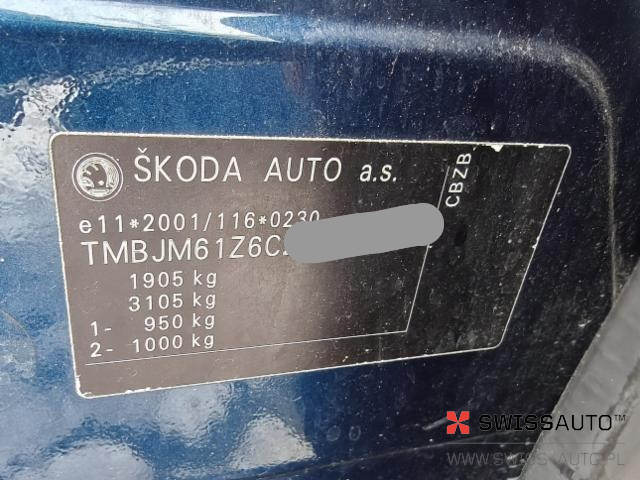 ŠKODA AUTO a.s.
CBZB
e11*2001/116*0230
TMBJM61Z6C
1905 kg
3105 kg
1- 950 kg
2- 1000 kg
SWISSAUTO™
WWW.SWISSAUTO.PL